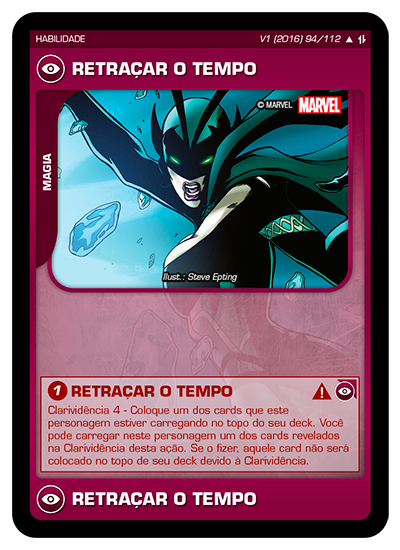 HABILIDADE
V1 (2016) 94/112
RETRAÇAR O TEMPO
© MARVEL MARVEL
MAGIA
Illust.: Steve Epting
1 RETRAÇAR O TEMPO
Clarividência 4 - Coloque um dos cards que este
personagem estiver carregando no topo do seu deck. Você
pode carregar neste personagem um dos cards revelados
na Clarividência desta ação. Se o fizer, aquele card não será
colocado no topo de seu deck devido à Clarividência.
RETRAÇAR O TEMPO